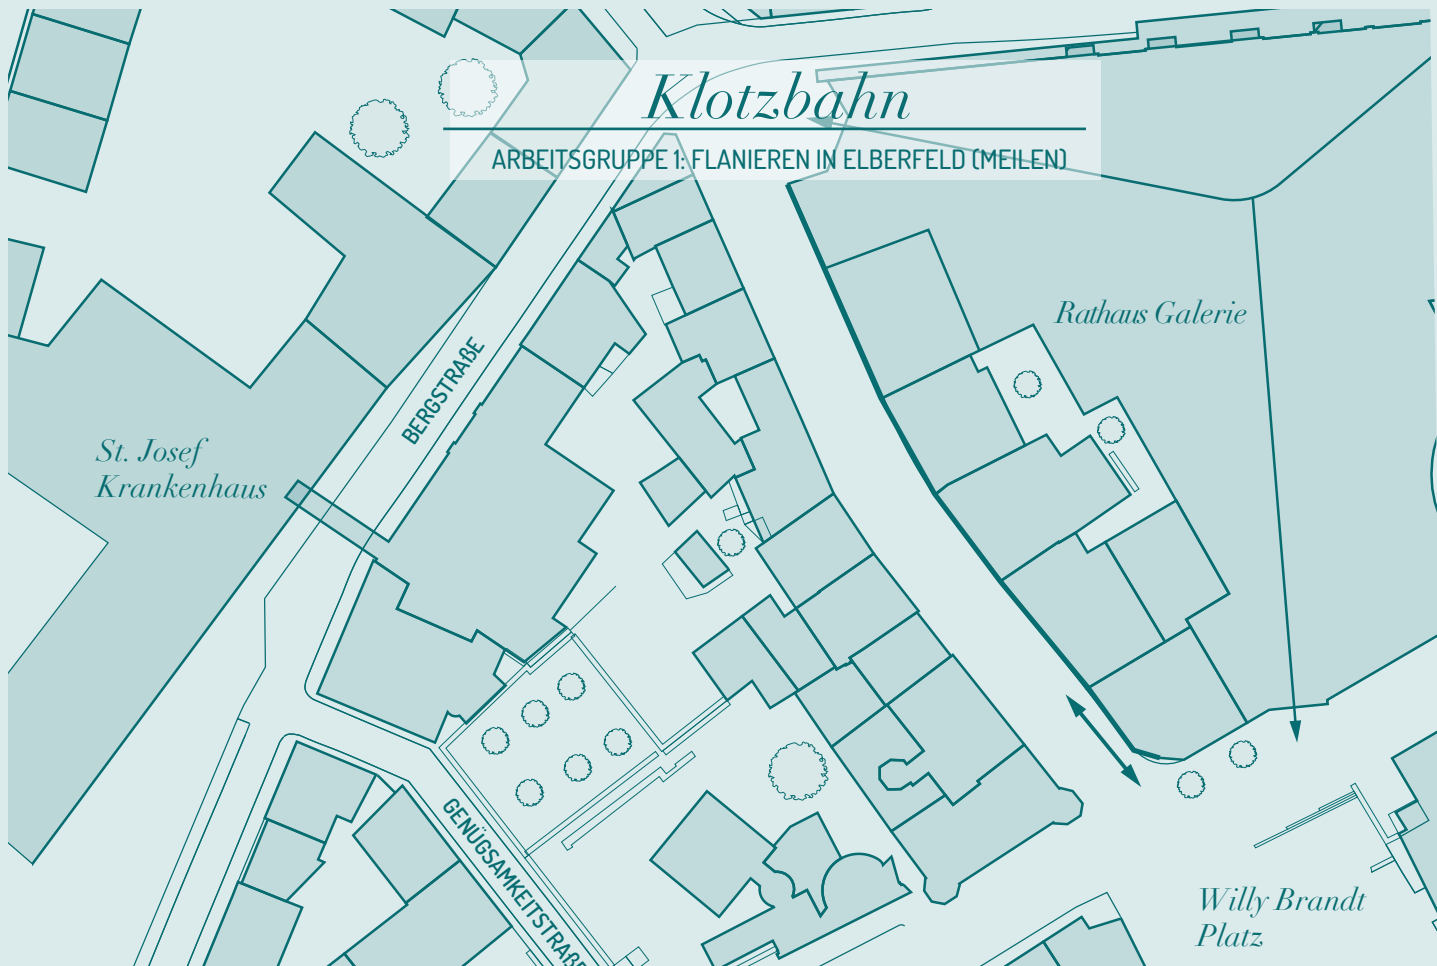 Klotzbahn
ARBEITSGRUPPE 1: FLANIEREN IN ELBERFELD (MEILEN)
Rathaus Galerie
BERGSTRAßE
St. Josef
Krankenhaus
GENÜGSAMKEITSTRAßE
Willy Brandt
Platz